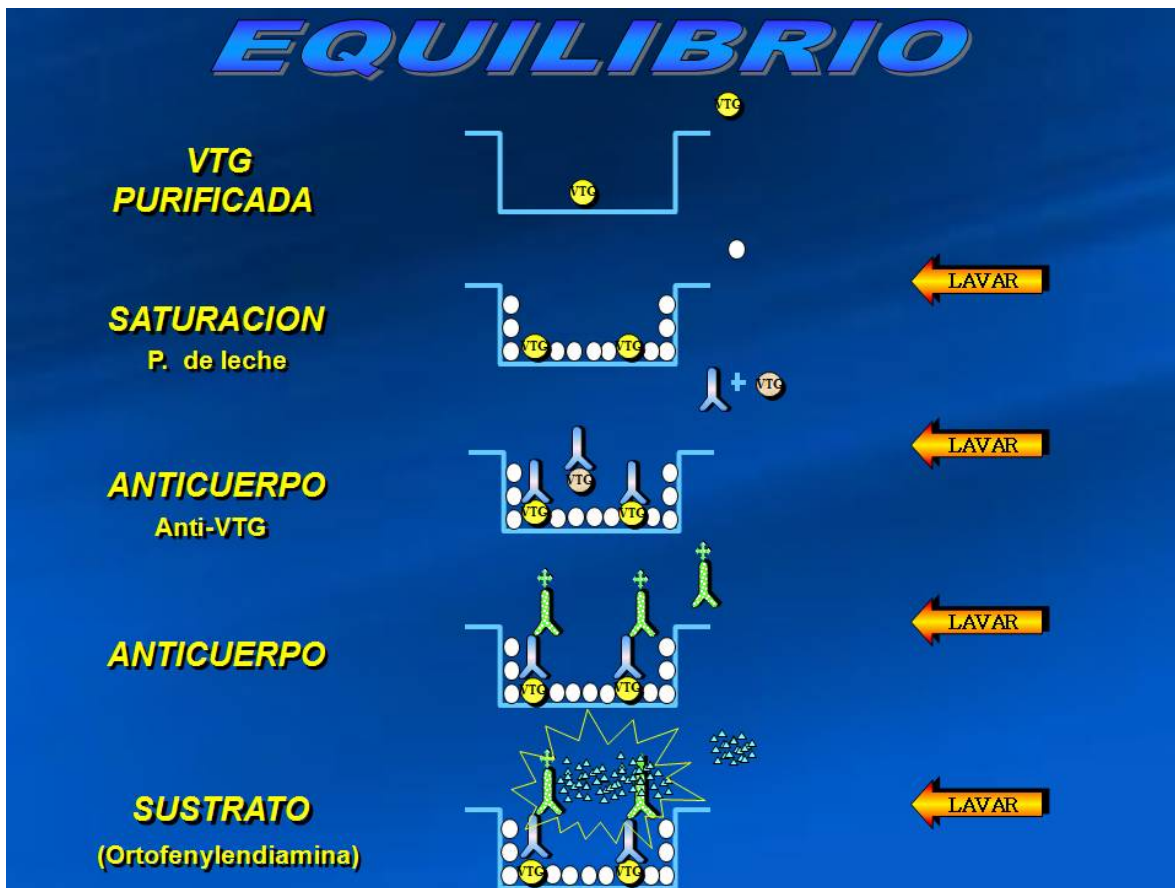 EQUILIBRIO
VTG
VTG
PURIFICADA
VTG
LAVAR
SATURACION
P. de leche
VTG VTG
+ VTG
LAVAR
ANTICUERPO
Anti-VTG
VTG
VTG VTG
LAVAR
ANTICUERPO
VTG VTG
SUSTRATO
(Ortofenylendiamina)
LAVAR
VTG VTG